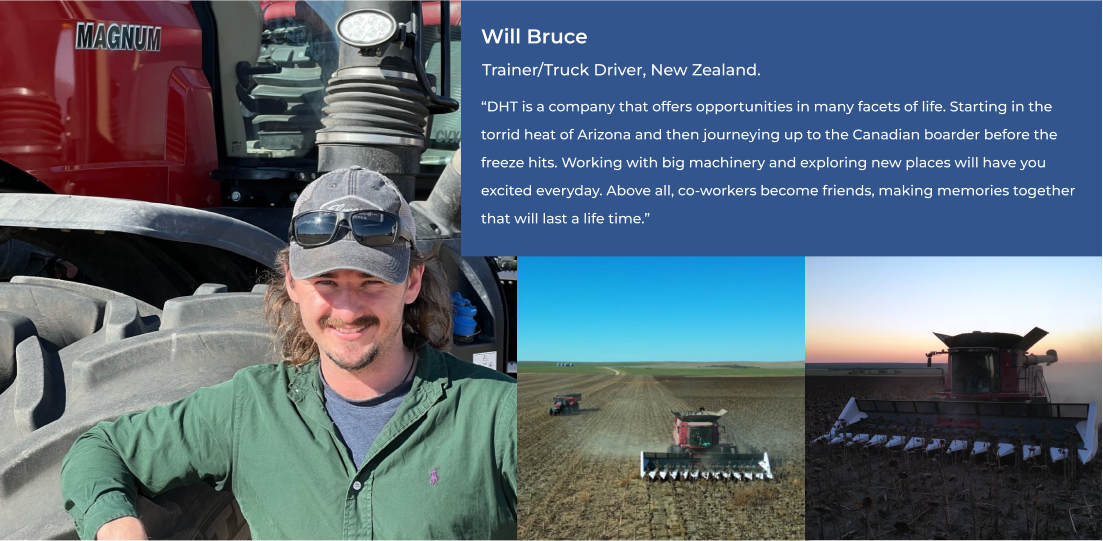 MAGNUM
Will Bruce
Trainer/Truck Driver, New Zealand.
“DHT is a company that offers opportunities in many facets of life. Starting in the
torrid heat of Arizona and then journeying up to the Canadian boarder before the
freeze hits. Working with big machinery and exploring new places will have you
excited everyday. Above all, co-workers become friends, making memories together
that will last a life time.”
CVX